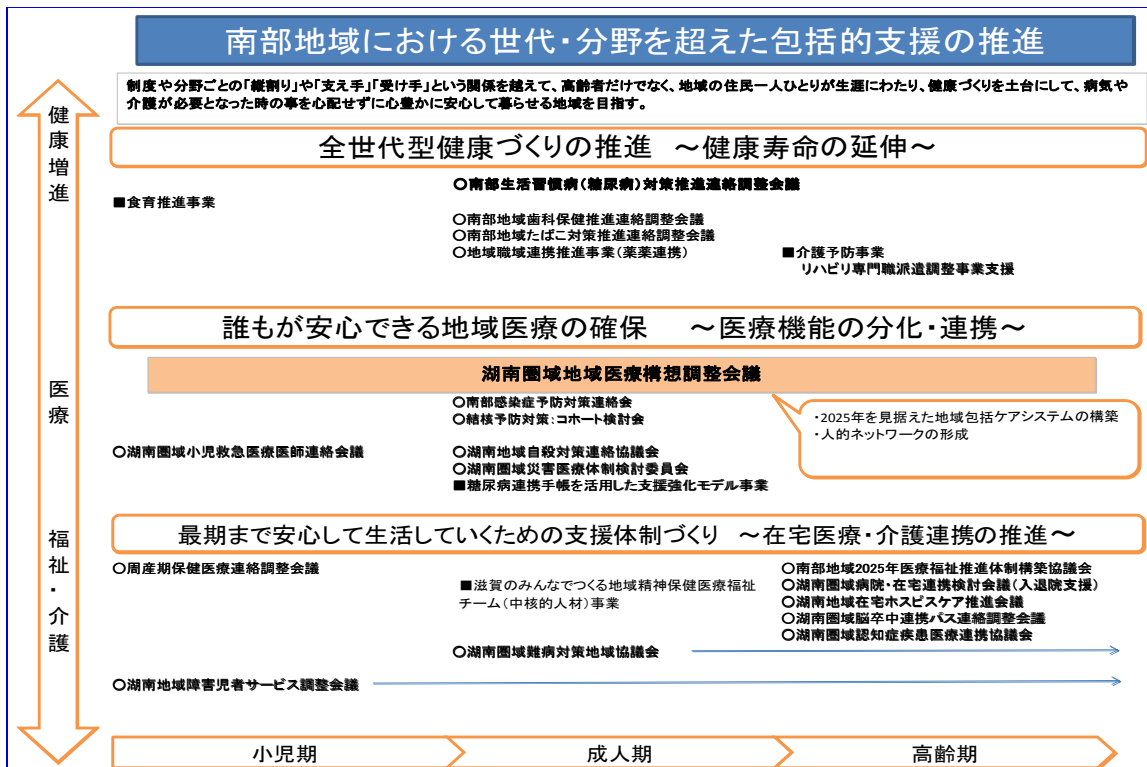 南部地域における世代・分野を超えた包括的支援の推進
制度や分野ごとの「縦割り」や「支え手」「受け手」という関係を越えて、高齢者だけでなく、地域の住民一人ひとりが生涯にわたり、健康づくりを土台にして、病気や
介護が必要となった時の事を心配せずに心豊かに安心して暮らせる地域を目指す。
健康増進
全世代型健康づくりの推進 ～健康寿命の延伸～
○南部生活習慣病(糖尿病)対策推進連絡調整会議
■食育推進事業
○南部地域歯科保健推進連絡調整会議
○南部地域たばこ対策推進連絡調整会議
○地域職域連携推進事業(薬薬連携)
■介護予防事業
リハビリ専門職派遣調整事業支援
誰もが安心できる地域医療の確保 ～医療機能の分化・連携～
医療
湖南圏域地域医療構想調整会議
○南部感染症予防対策連絡会
○結核予防対策：コホート検討会
・2025年を見据えた地域包括ケアシステムの構築
・人的ネットワークの形成
○湖南圏域小児救急医療医師連絡会議
○湖南地域自殺対策連絡協議会
○湖南圏域災害医療体制検討委員会
■糖尿病連携手帳を活用した支援強化モデル事業
福祉・介護
最期まで安心して生活していくための支援体制づくり ～在宅医療・介護連携の推進～
○周産期保健医療連絡調整会議
■滋賀のみんなでつくる地域精神保健医療福祉
チーム(中核的人材)事業
○南部地域2025年医療福祉推進体制構築協議会
○湖南圏域病院・在宅連携検討会議(入退院支援)
○湖南地域在宅ホスピスケア推進会議
○湖南圏域脳卒中連携パス連絡調整会議
○湖南圏域認知症疾患医療連携協議会
○湖南圏域難病対策地域協議会
○湖南地域障害児者サービス調整会議
小児期
成人期
高齢期